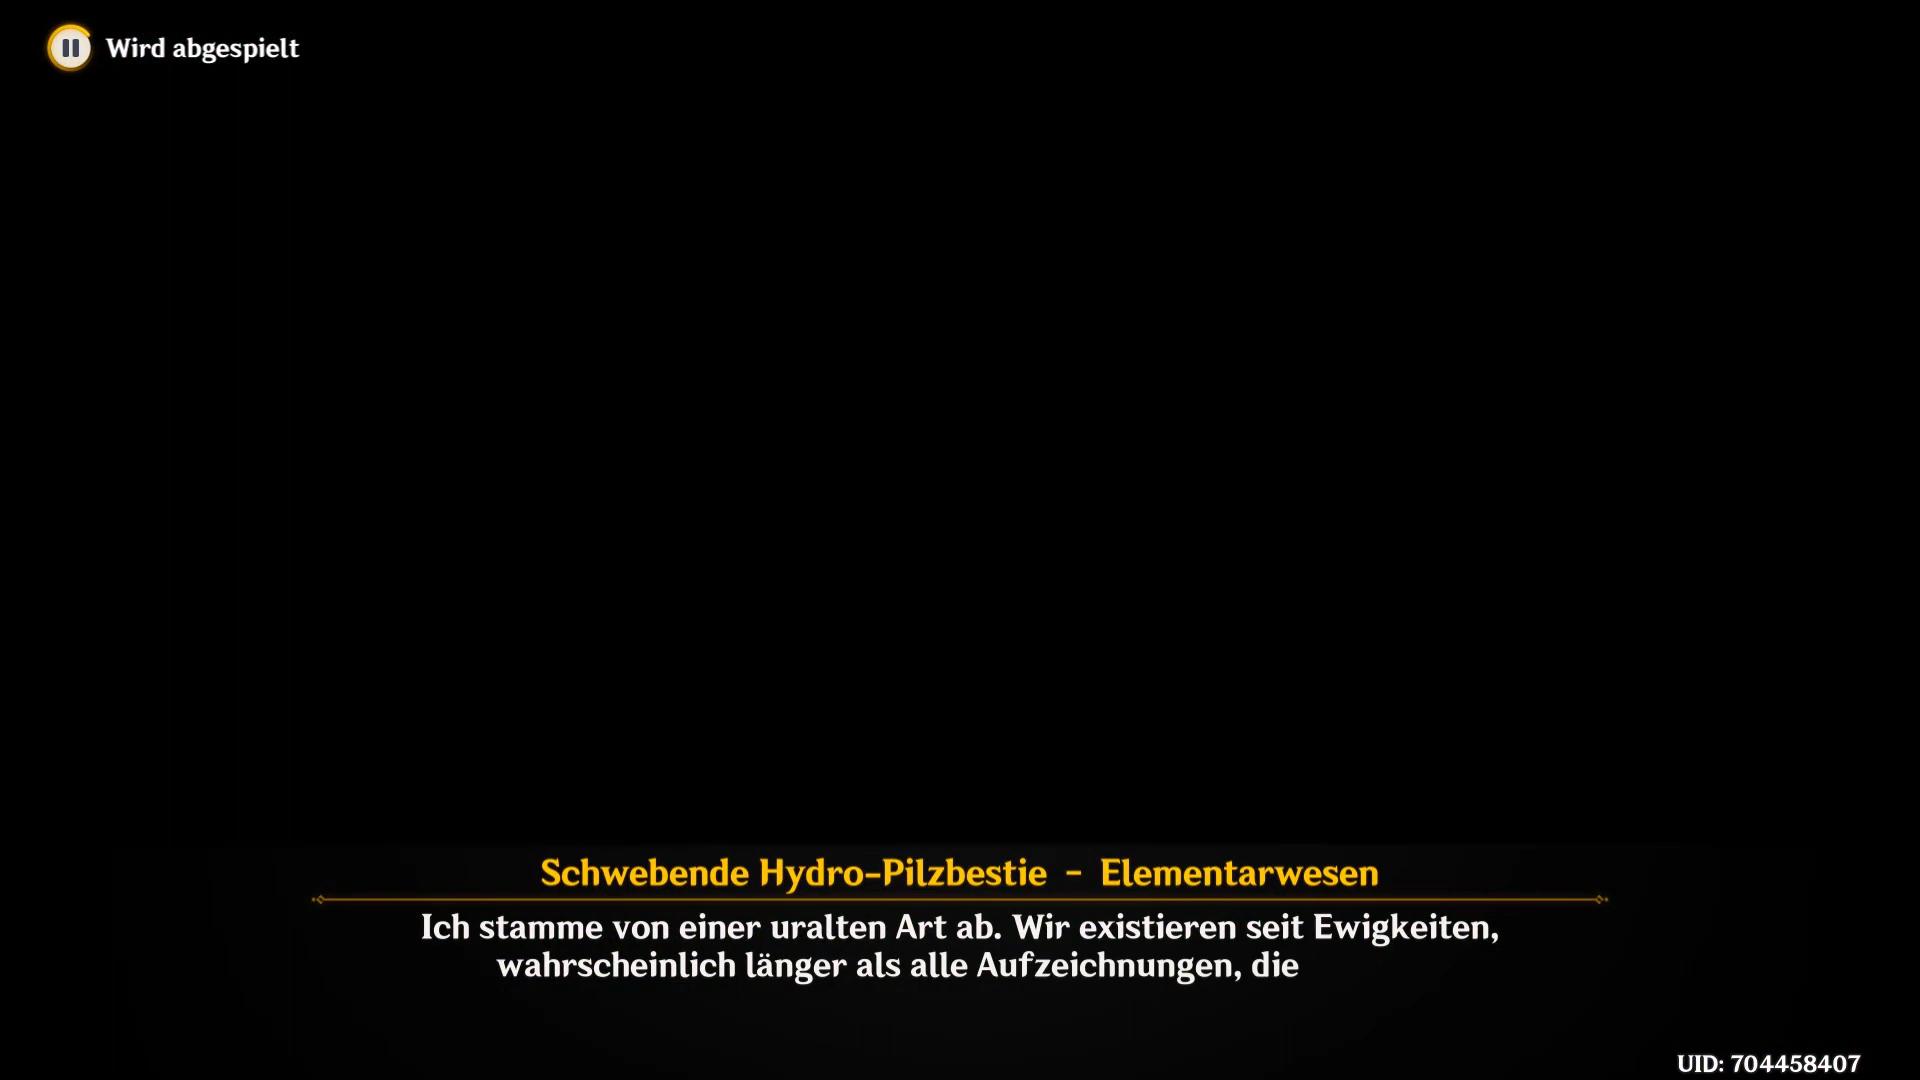 Wird abgespielt
Schwebende Hydro-Pilzbestie - Elementarwesen
Ich stamme von einer uralten Art ab. Wir existieren seit Ewigkeiten,
wahrscheinlich länger als alle Aufzeichnungen, die
UID: 704458407